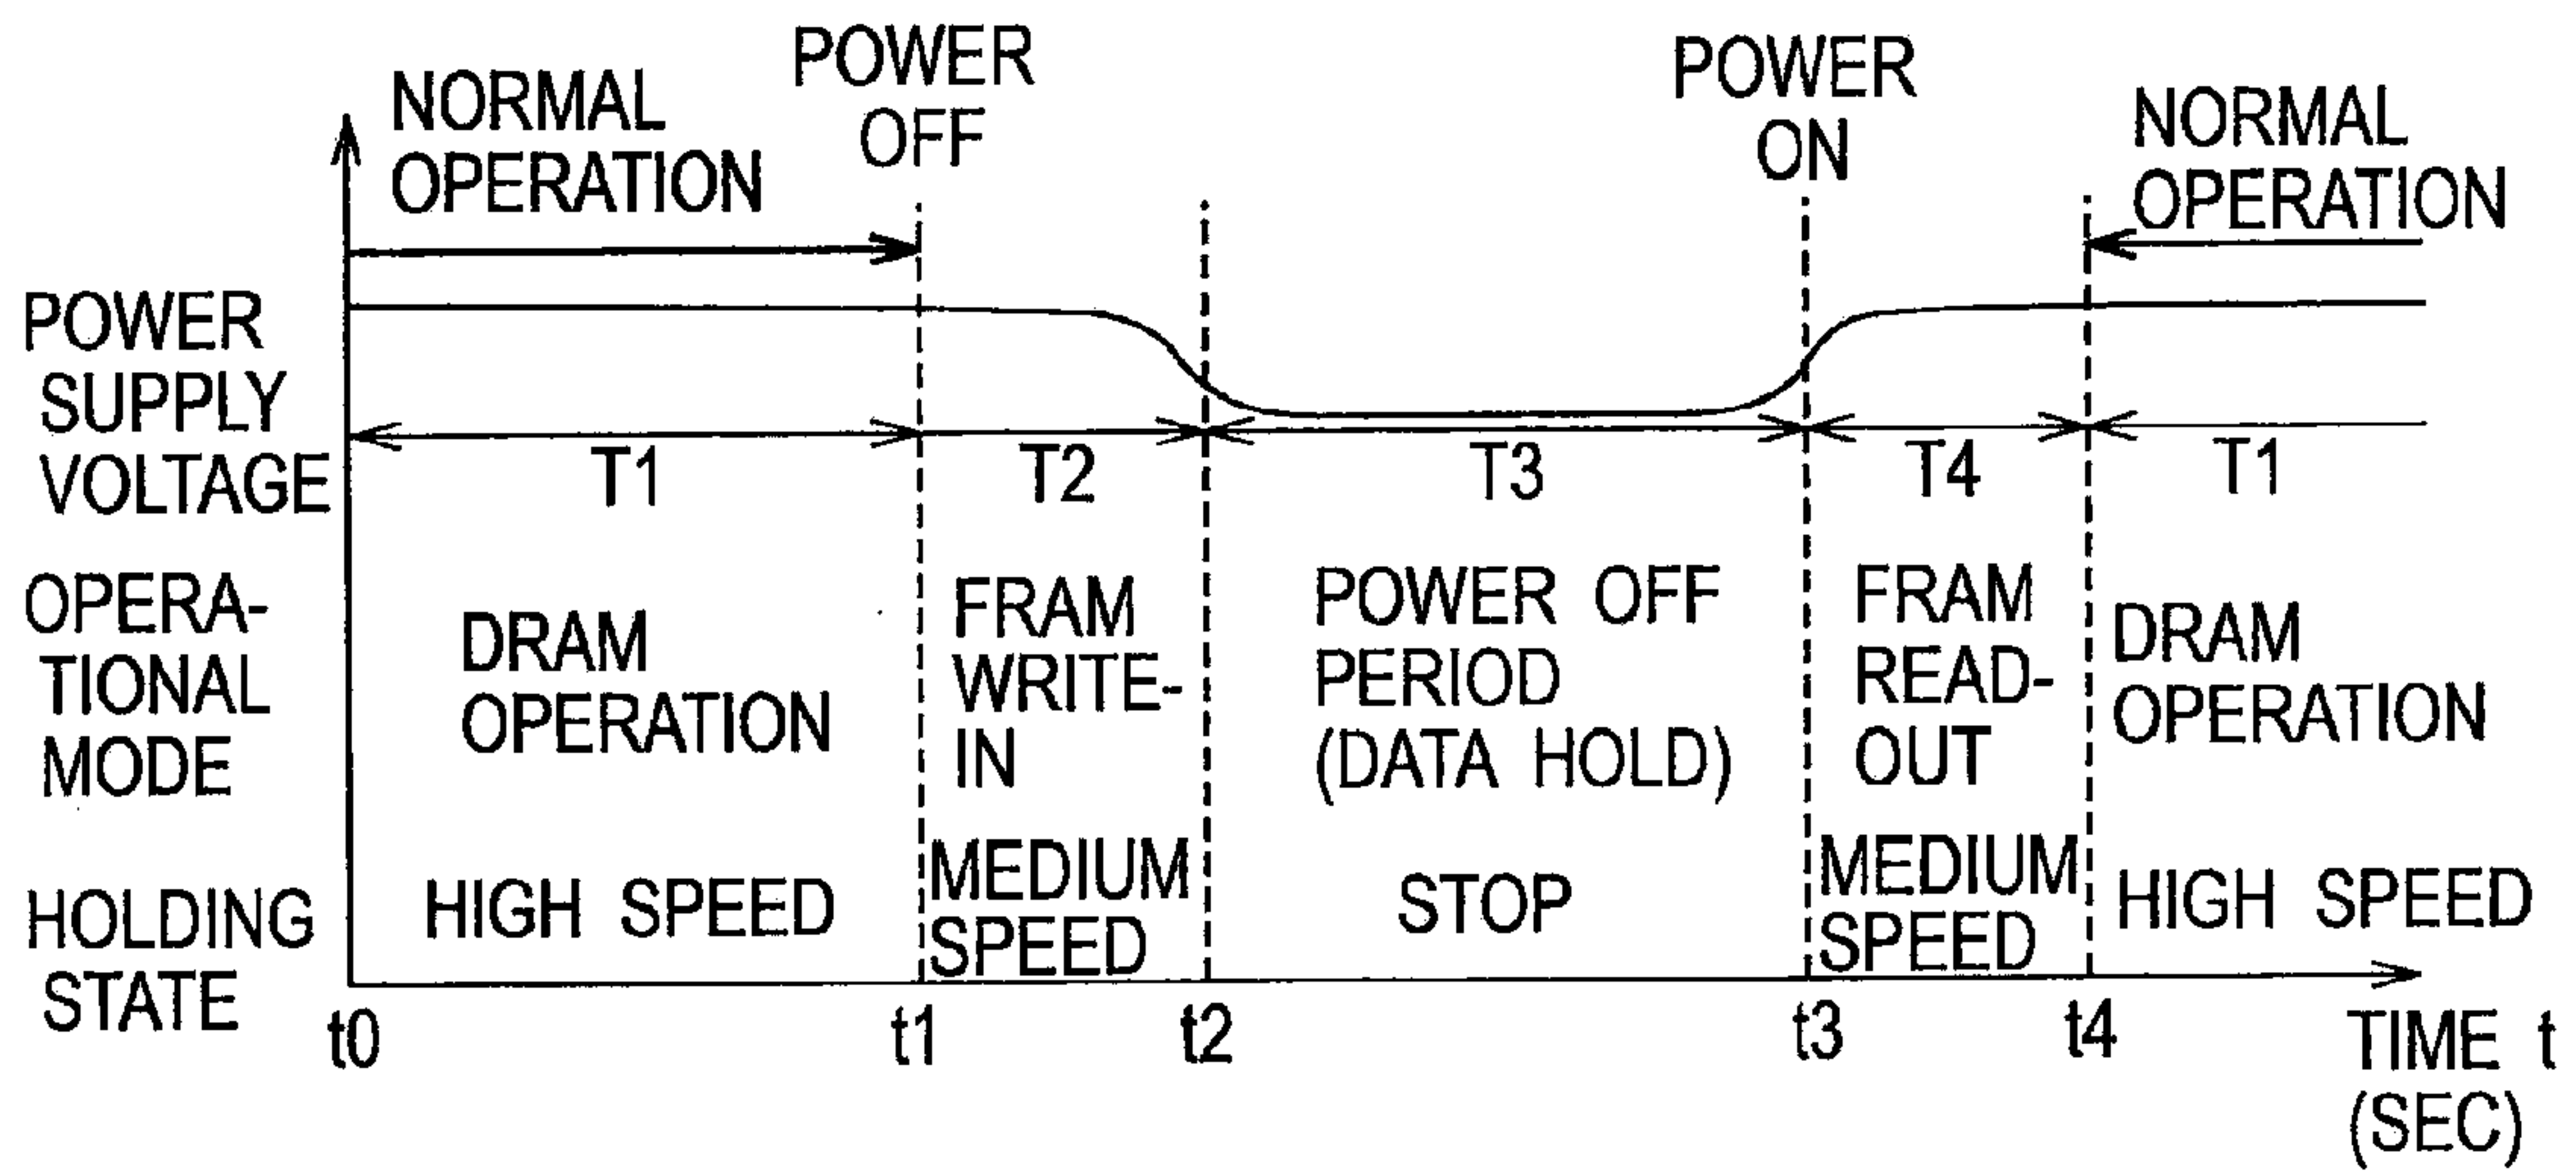 NORMAL
OPERATION
POWER
OFF
POWER
ON
NORMAL
OPERATION
POWER
SUPPLY
VOLTAGE
T1
T2
T3
T4
T1
OPERA-
TIONAL
MODE
DRAM
OPERATION
FRAM
WRITE-
IN
POWER OFF
PERIOD
(DATA HOLD)
FRAM
READ-
OUT
DRAM
OPERATION
HOLDING
STATE
HIGH SPEED
MEDIUM
SPEED
STOP
MEDIUM
SPEED
HIGH SPEED
t0
t1
t2
t3
t4
TIME t
(SEC)